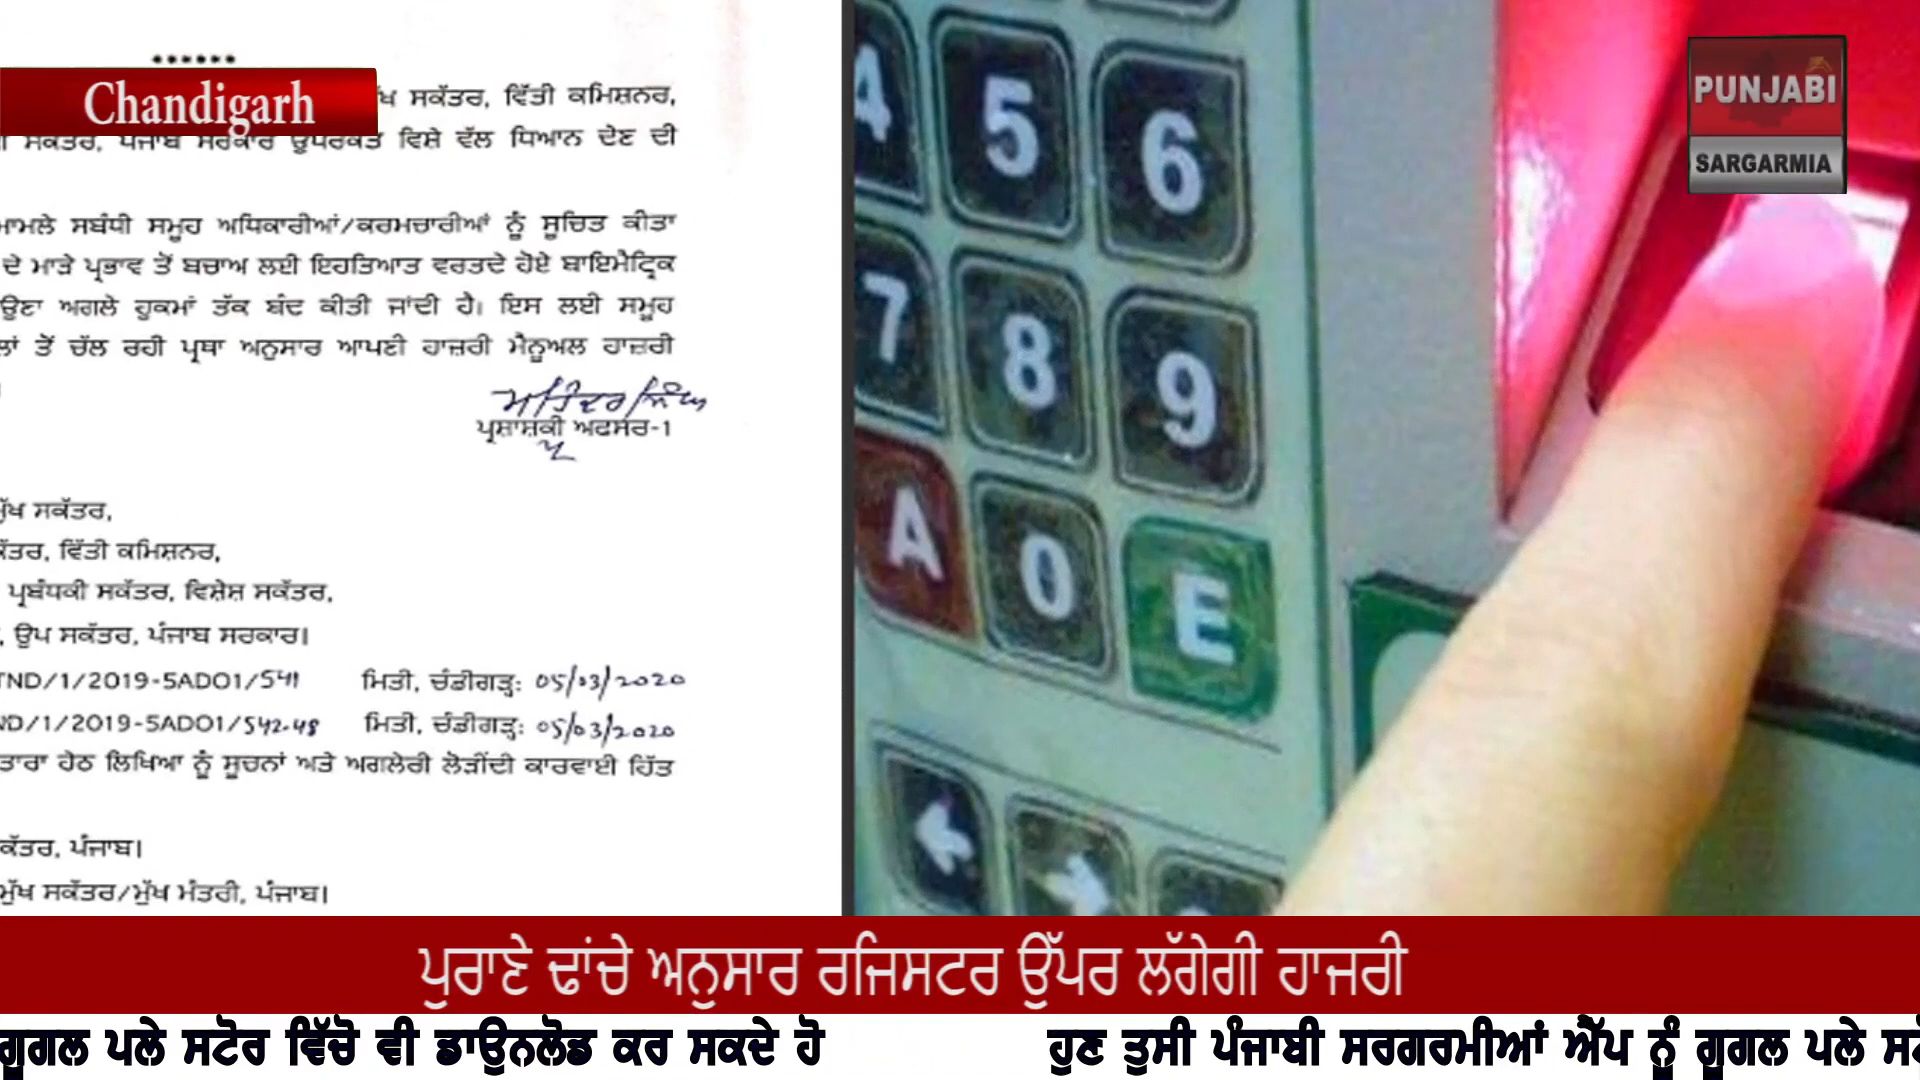 ******
Chandigarh
ਸਕੱਤਰ, ਵਿੱਤੀ ਕਮਿਸ਼ਨਰ,
ਸਕੱਤਰ, ਪੰਜਾਬ ਸਰਕਾਰ ਉਪਰੋਕਤ ਵਿਸ਼ੇ ਵੱਲ ਧਿਆਨ ਦੇਣ ਦੀ
ਮਾਮਲੇ ਸਬੰਧੀ ਸਮੂਹ ਅਧਿਕਾਰੀਆਂ/ਕਰਮਚਾਰੀਆਂ ਨੂੰ ਸੂਚਿਤ ਕੀਤਾ
ਦੇ ਮਾੜੇ ਪ੍ਰਭਾਵ ਤੋਂ ਬਚਾਅ ਲਈ ਇਹਤਿਆਤ ਵਰਤਦੇ ਹੋਏ ਬਾਇਮੈਟ੍ਰਿਕ
ਉਣਾ ਅਗਲੇ ਹੁਕਮਾਂ ਤੱਕ ਬੰਦ ਕੀਤੀ ਜਾਂਦੀ ਹੈ। ਇਸ ਲਈ ਸਮੂਹ
ਲਾਂ ਤੋਂ ਚੱਲ ਰਹੀ ਪ੍ਰਥਾ ਅਨੁਸਾਰ ਆਪਣੀ ਹਾਜ਼ਰੀ ਮੈਨੂਅਲ ਹਾਜ਼ਰੀ
ਪ੍ਰਸ਼ਾਸ਼ਕੀ ਅਫਸਰ-1
ਮੁੱਖ ਸਕੱਤਰ,
ਕੱਤਰ, ਵਿੱਤੀ ਕਮਿਸ਼ਨਰ,
ਪ੍ਰਬੰਧਕੀ ਸਕੱਤਰ, ਵਿਸ਼ੇਸ਼ ਸਕੱਤਰ,
, ਉਪ ਸਕੱਤਰ, ਪੰਜਾਬ ਸਰਕਾਰ।
TND/1/2019-5ADO1/541 ਮਿਤੀ, ਚੰਡੀਗੜ੍ਹ: 05/03/2020
ND/1/2019-5ADO1/542-48 ਮਿਤੀ, ਚੰਡੀਗੜ੍ਹ: 05/03/2020
ਤਾਰਾ ਹੇਠ ਲਿਖਿਆ ਨੂੰ ਸੂਚਨਾਂ ਅਤੇ ਅਗਲੇਰੀ ਲੋੜੀਂਦੀ ਕਾਰਵਾਈ ਹਿੱਤ
ਕੱਤਰ, ਪੰਜਾਬ।
ਮੁੱਖ ਸਕੱਤਰ/ਮੁੱਖ ਮੰਤਰੀ, ਪੰਜਾਬ।
4 5 6
7 8 9
A 0 E
PUNJABI
SARGARMIA
ਪੁਰਾਣੇ ਢਾਂਚੇ ਅਨੁਸਾਰ ਰਜਿਸਟਰ ਉੱਪਰ ਲੱਗੇਗੀ ਹਾਜਰੀ
ਗੂਗਲ ਪਲੇ ਸਟੋਰ ਵਿੱਚੋ ਵੀ ਡਾਉਨਲੋਡ ਕਰ ਸਕਦੇ ਹੋ ਹੁਣ ਤੁਸੀ ਪੰਜਾਬੀ ਸਰਗਰਮੀਆਂ ਐੱਪ ਨੂੰ ਗੂਗਲ ਪਲੇ